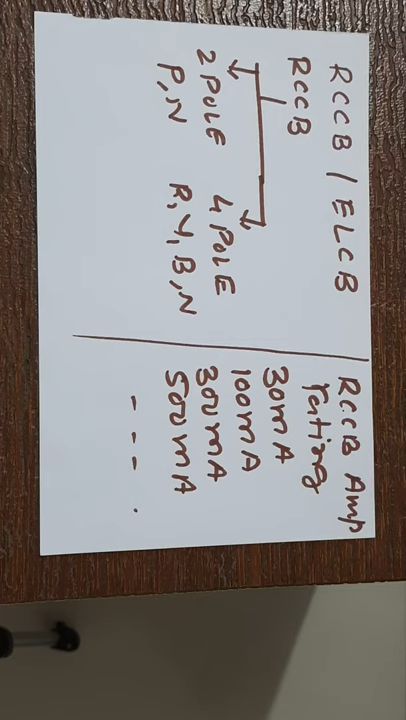 RCCB / ELCB
RCCB
2 POLE
P, N
4 POLE
R, Y, B, N
RCCB Amp
rating
30mA
100mA
300mA
500mA
- - - .